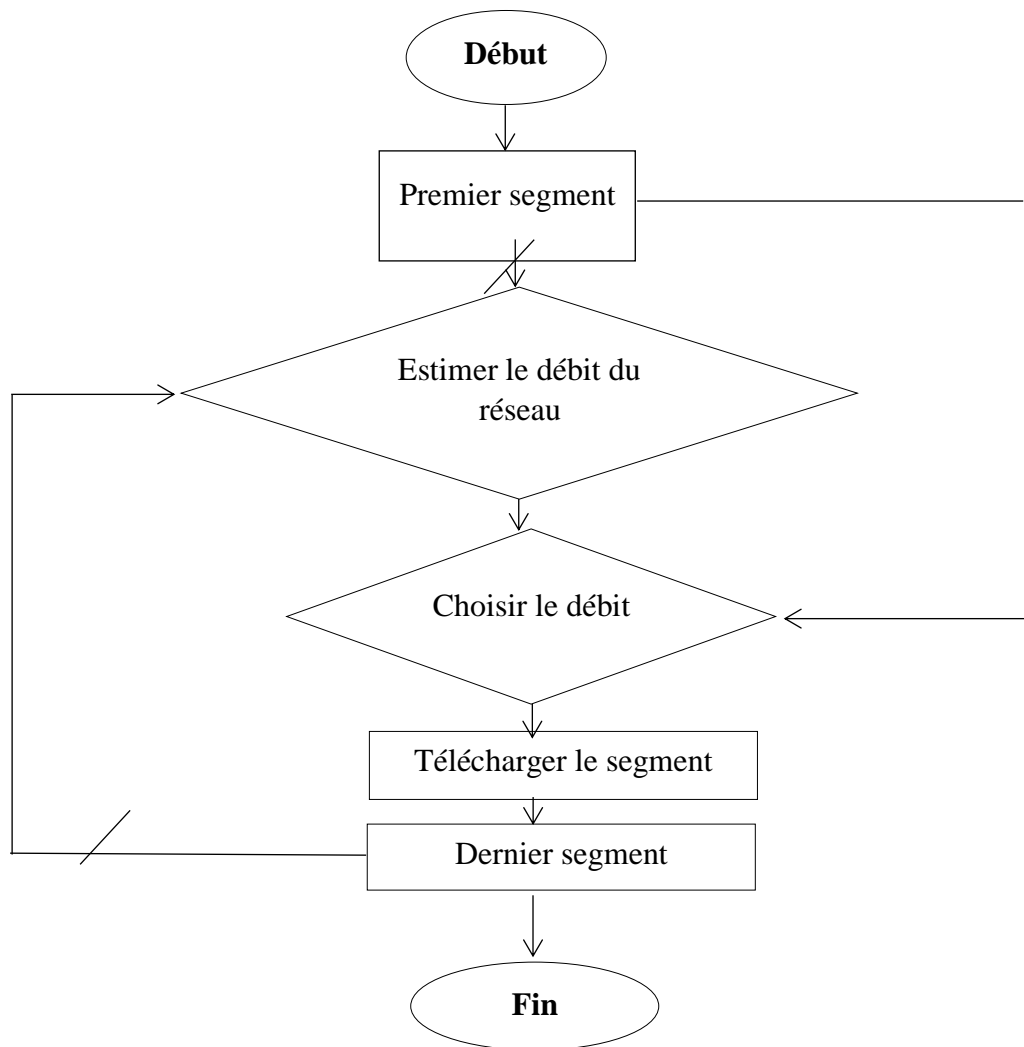 Début
Premier segment
Estimer le débit du
réseau
Choisir le débit
Télécharger le segment
Dernier segment
Fin